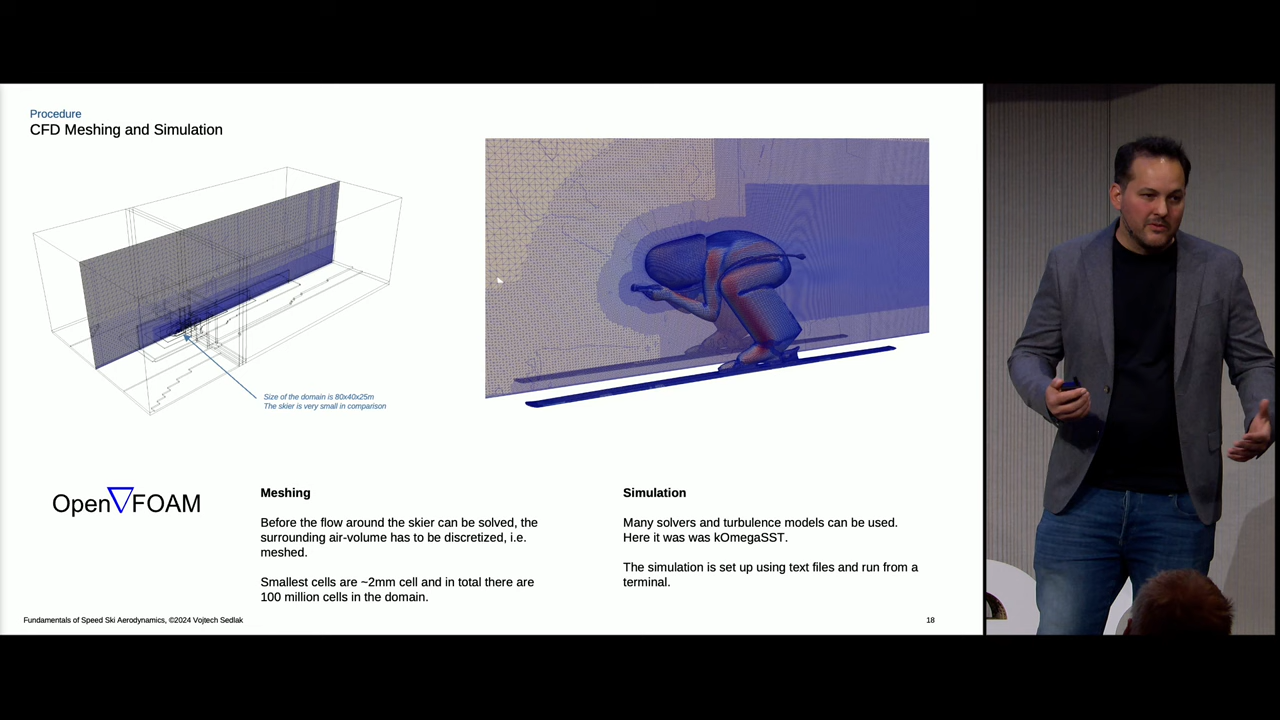 Procedure
CFD Meshing and Simulation
Size of the domain is 80x40x25m
The skier is very small in comparison
Open∇FOAM
Meshing
Before the flow around the skier can be solved, the
surrounding air-volume has to be discretized, i.e.
meshed.
Smallest cells are ~2mm cell and in total there are
100 million cells in the domain.
Simulation
Many solvers and turbulence models can be used.
Here it was was kOmegaSST.
The simulation is set up using text files and run from a
terminal.
Fundamentals of Speed Ski Aerodynamics, ©2024 Vojtech Sedlak
18